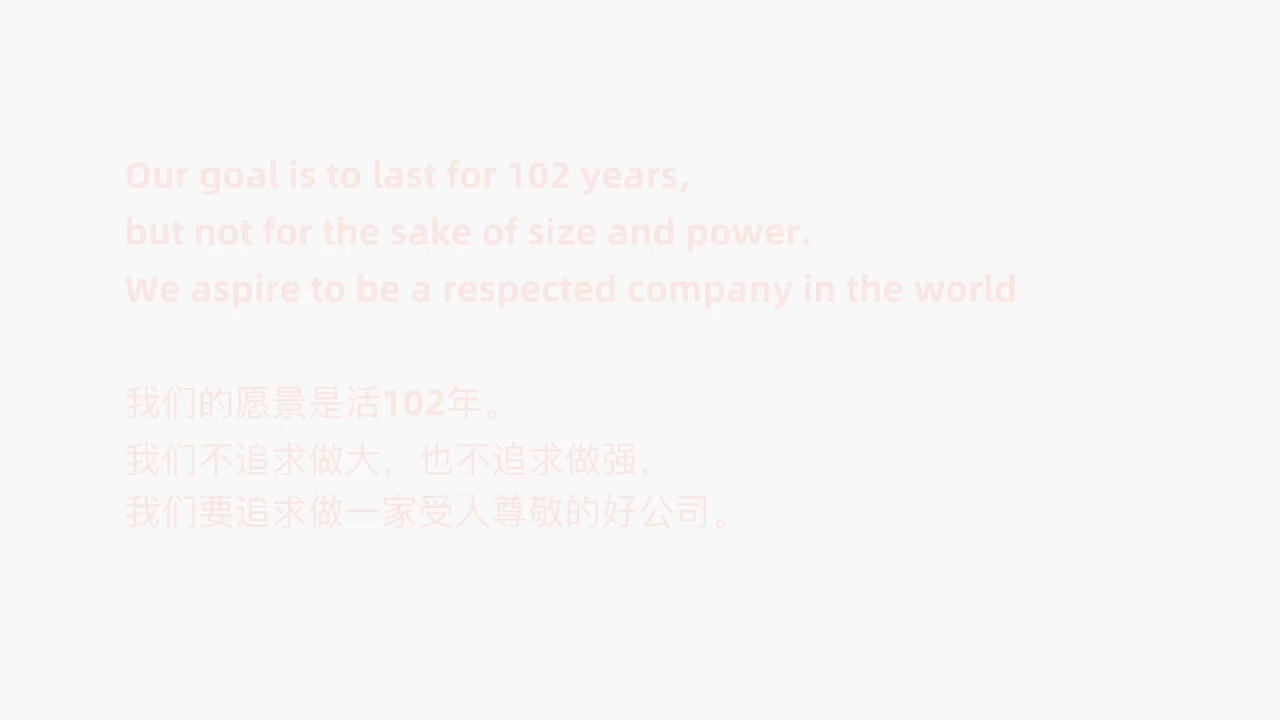 Our goal is to last for 102 years,
but not for the sake of size and power.
We aspire to be a respected company in the world
我们的愿景是活102年。
我们不追求做大，也不追求做强，
我们要追求做一家受人尊敬的好公司。